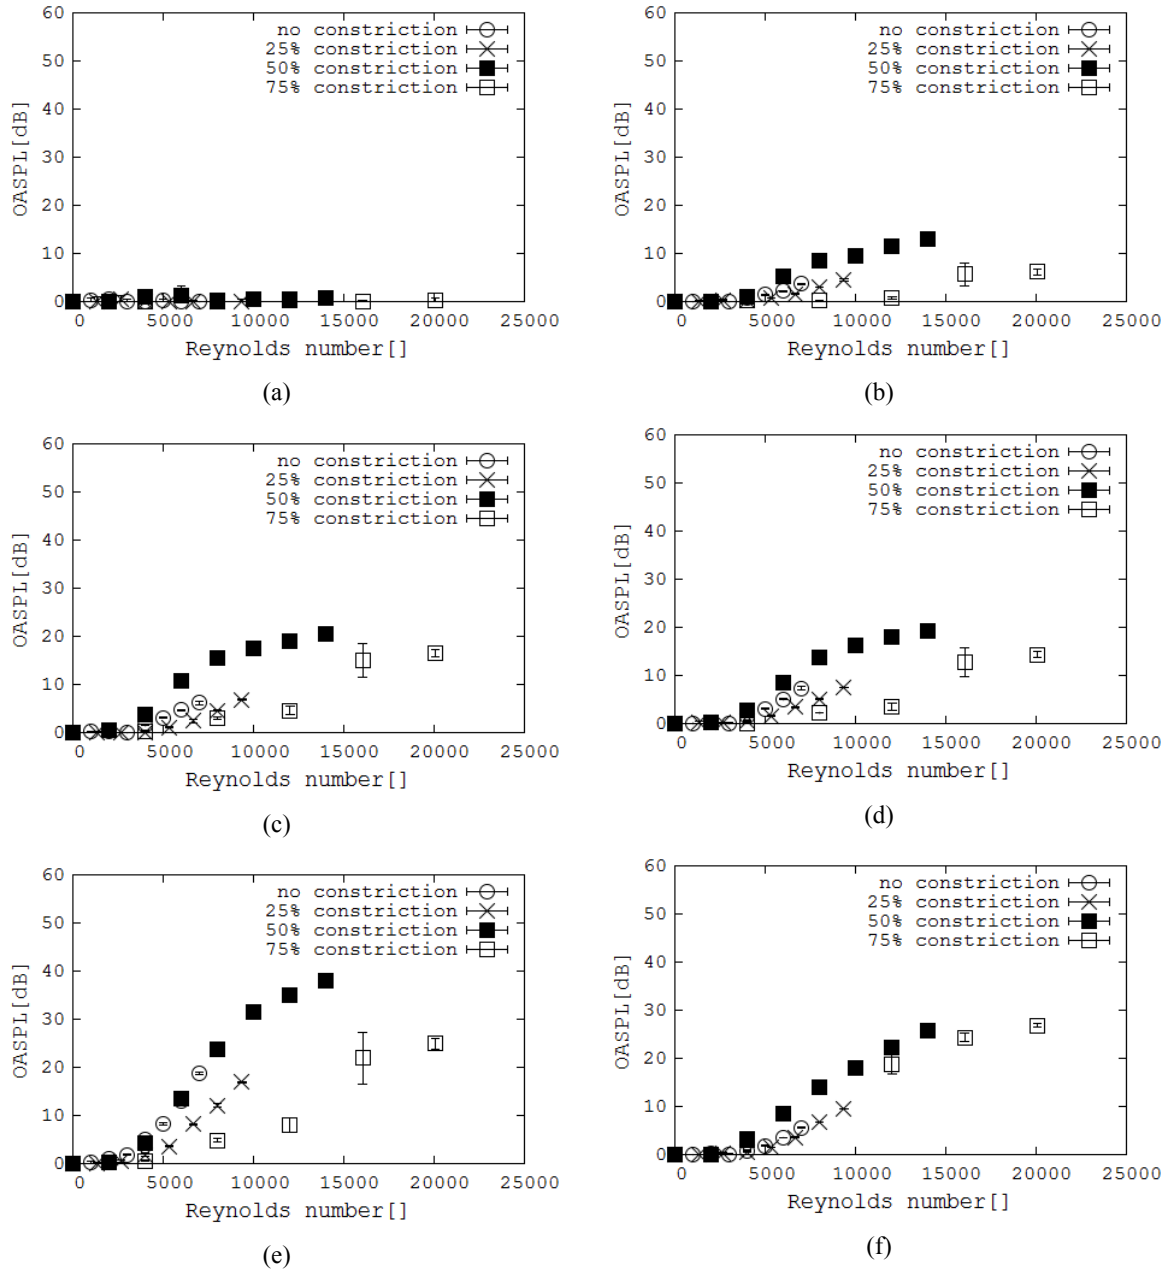 60
50
40
30
20
10
0
OASPL[dB]
no constriction
25% constriction
50% constriction
75% constriction
0 5000 10000 15000 20000 25000
Reynolds number[]
(a)
60
50
40
30
20
10
0
OASPL[dB]
no constriction
25% constriction
50% constriction
75% constriction
0 5000 10000 15000 20000 25000
Reynolds number[]
(b)
60
50
40
30
20
10
0
OASPL[dB]
no constriction
25% constriction
50% constriction
75% constriction
0 5000 10000 15000 20000 25000
Reynolds number[]
(c)
60
50
40
30
20
10
0
OASPL[dB]
no constriction
25% constriction
50% constriction
75% constriction
0 5000 10000 15000 20000 25000
Reynolds number[]
(d)
60
50
40
30
20
10
0
OASPL[dB]
no constriction
25% constriction
50% constriction
75% constriction
0 5000 10000 15000 20000 25000
Reynolds number[]
(e)
60
50
40
30
20
10
0
OASPL[dB]
no constriction
25% constriction
50% constriction
75% constriction
0 5000 10000 15000 20000 25000
Reynolds number[]
(f)